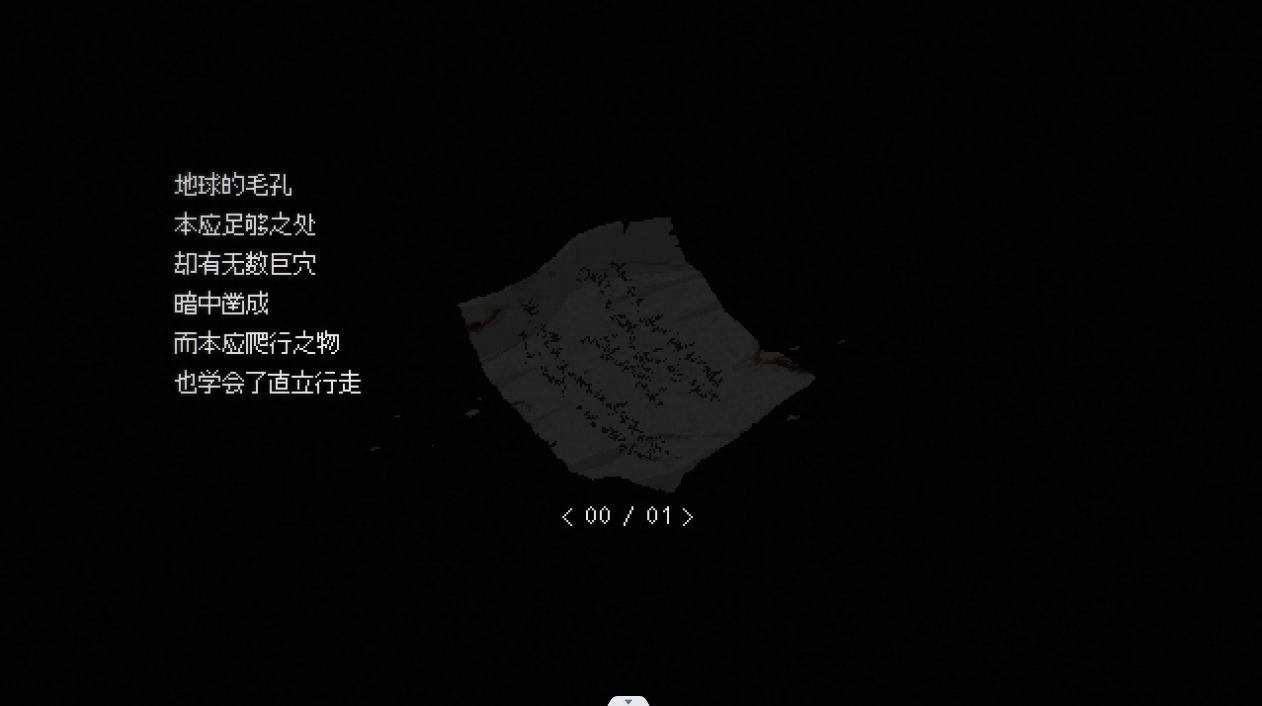 地球的毛孔
本应足够之处
却有无数巨穴
暗中凿成
而本应爬行之物
也学会了直立行走
< 00 / 01 >